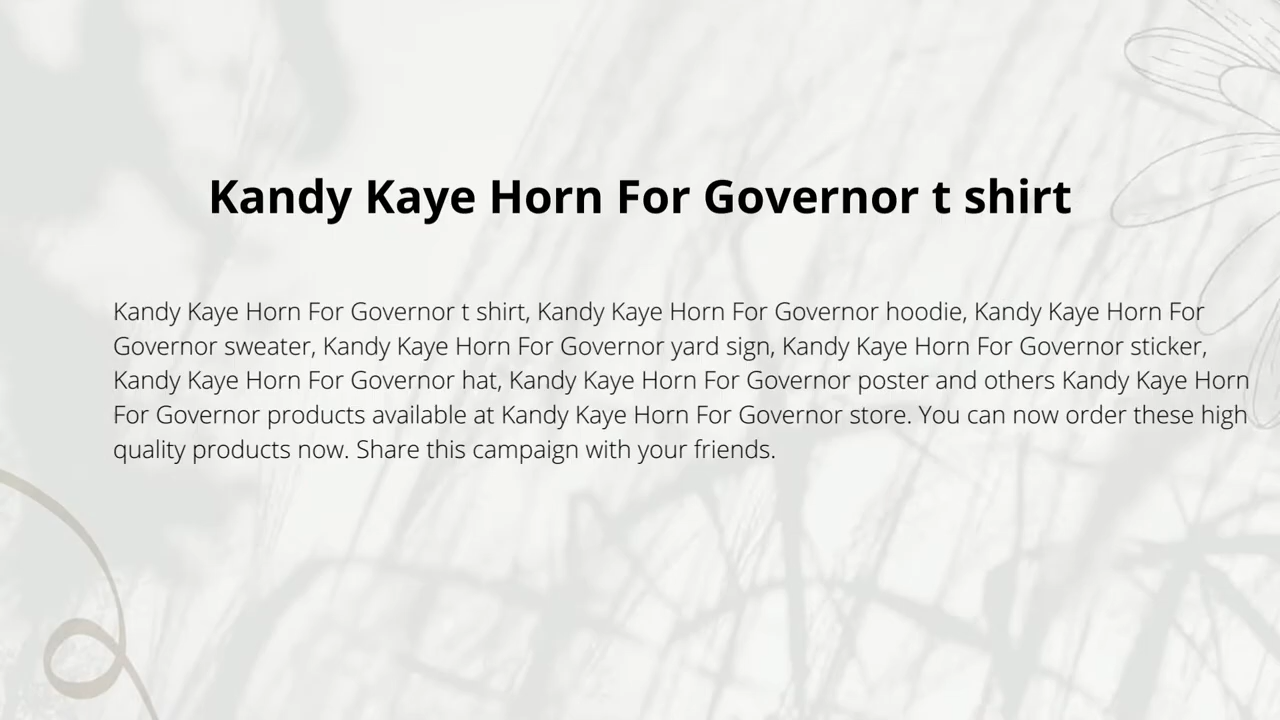 Kandy Kaye Horn For Governor t shirt
Kandy Kaye Horn For Governor t shirt, Kandy Kaye Horn For Governor hoodie, Kandy Kaye Horn For
Governor sweater, Kandy Kaye Horn For Governor yard sign, Kandy Kaye Horn For Governor sticker,
Kandy Kaye Horn For Governor hat, Kandy Kaye Horn For Governor poster and others Kandy Kaye Horn
For Governor products available at Kandy Kaye Horn For Governor store. You can now order these high
quality products now. Share this campaign with your friends.